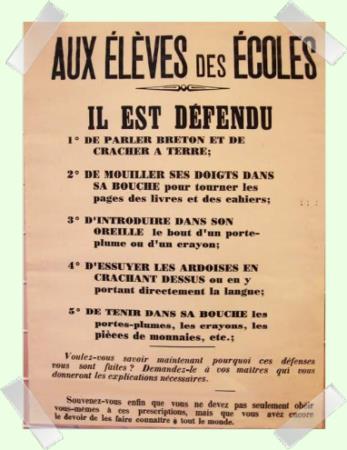 AUX ÉLÈVES DES ÉCOLES
IL EST DÉFENDU
1° DE PARLER BRETON ET DE
CRACHER A TERRE;
2° DE MOUILLER SES DOIGTS DANS
SA BOUCHE pour tourner les
pages des livres et des cahiers;
3° D'INTRODUIRE DANS SON
OREILLE le bout d'un porte-
plume ou d'un crayon;
4° D'ESSUYER LES ARDOISES EN
CRACHANT DESSUS ou en y
portant directement la langue;
5° DE TENIR DANS SA BOUCHE les
portes-plumes, les crayons, les
pièces de monnaies, etc.;
Voulez-vous savoir maintenant pourquoi ces défenses
vous sont faites? Demandez-le à vos maîtres qui vous
donneront les explications nécessaires.
Souvenez-vous enfin que vous ne devez pas seulement obéir
vous-mêmes à ces prescriptions, mais que vous avez encore
le devoir de les faire connaître à tout le monde.